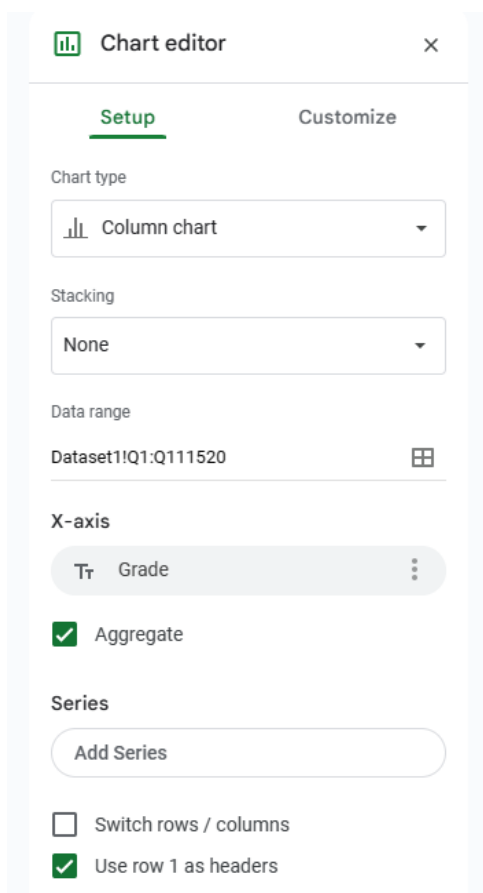 Chart editor
Setup Customize
Chart type
Column chart
Stacking
None
Data range
Dataset1!Q1:Q111520
X-axis
Tт Grade
Aggregate
Series
Add Series
Switch rows / columns
Use row 1 as headers